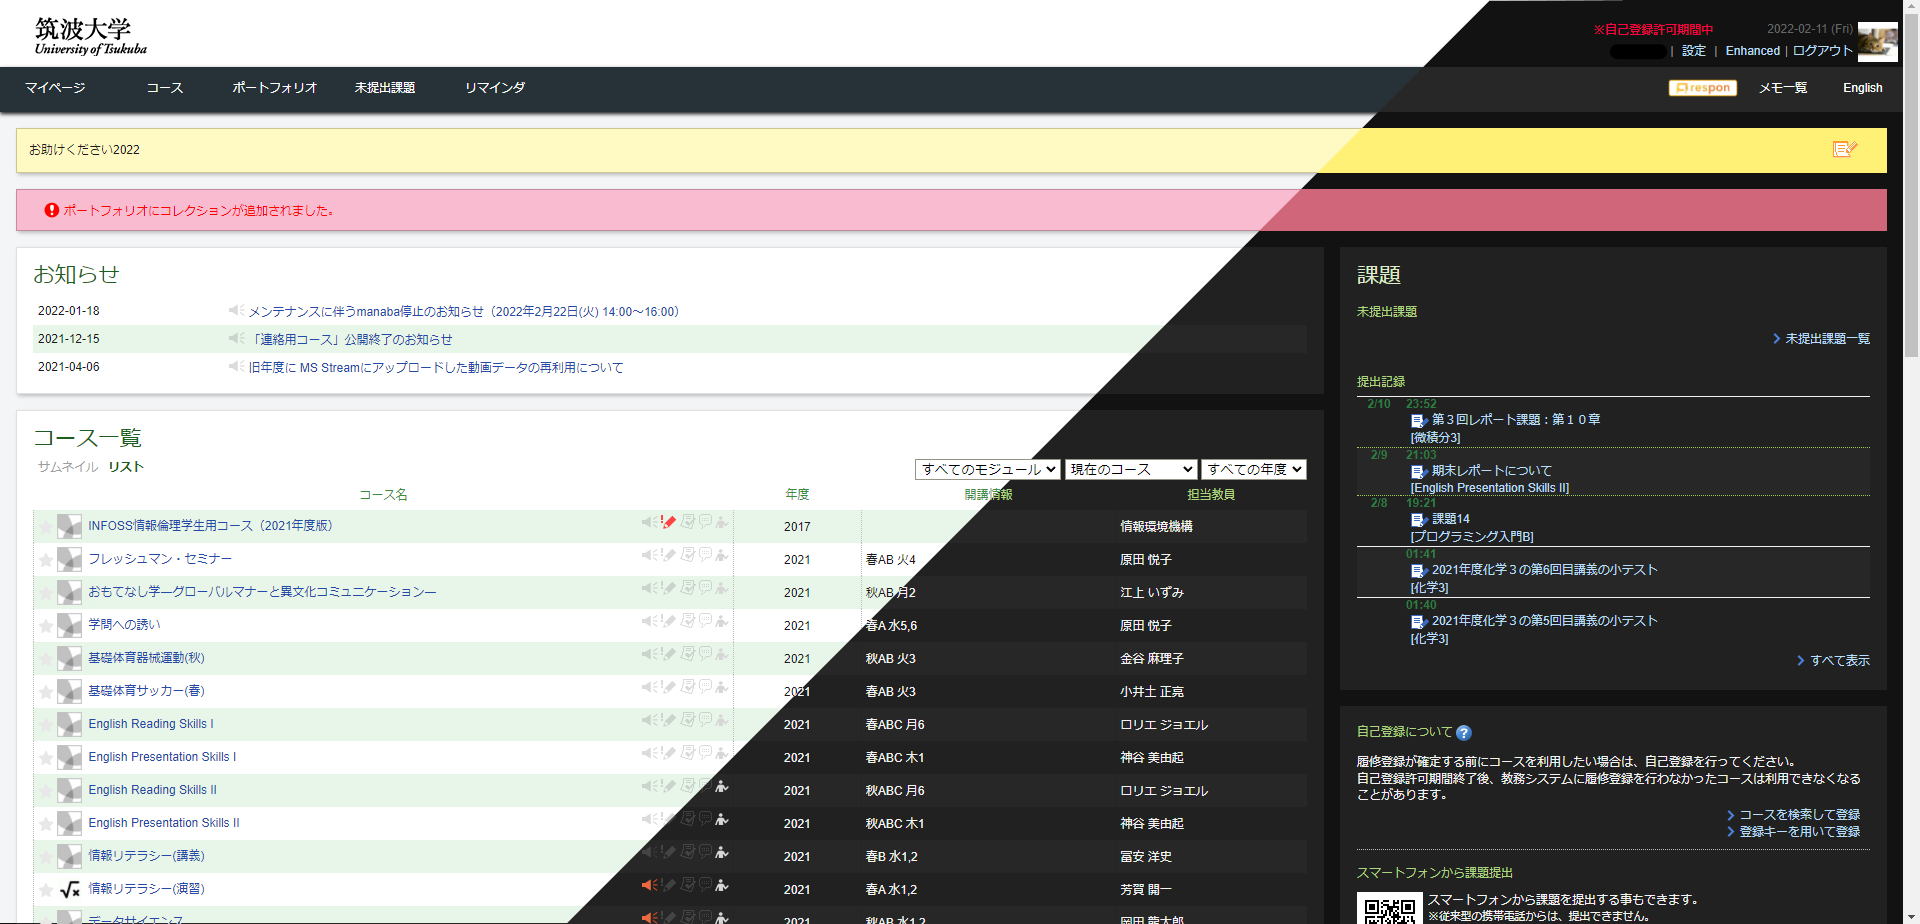 筑波大学
University of Tsukuba
※自己登録許可期間中 2022-02-11 (Fri)
| 設定 | Enhanced | ログアウト
マイページ コース ポートフォリオ 未提出課題 リマインダ respon メモ一覧 English
お助けください2022
ポートフォリオにコレクションが追加されました。
お知らせ
2022-01-18 メンテナンスに伴うmanaba停止のお知らせ（2022年2月22日(火) 14:00～16:00）
2021-12-15 「連絡用コース」公開終了のお知らせ
2021-04-06 旧年度に MS Streamにアップロードした動画データの再利用について
コース一覧
サムネイル リスト
すべてのモジュール 現在のコース すべての年度
コース名 年度 開講情報 担当教員
INFOSS情報倫理学生用コース（2021年度版） 2017 情報環境機構
フレッシュマン・セミナー 2021 春AB 火4 原田 悦子
おもてなし学―グローバルマナーと異文化コミュニケーション― 2021 秋AB 月2 江上 いずみ
学問への誘い 2021 春A 水5,6 原田 悦子
基礎体育器械運動(秋) 2021 秋AB 火3 金谷 麻理子
基礎体育サッカー(春) 2021 春AB 火3 小井土 正亮
English Reading Skills I 2021 春ABC 月6 ロリエ ジョエル
English Presentation Skills I 2021 春ABC 木1 神谷 美由起
English Reading Skills II 2021 秋ABC 月6 ロリエ ジョエル
English Presentation Skills II 2021 秋ABC 木1 神谷 美由起
情報リテラシー(講義) 2021 春B 水1,2 冨安 洋史
√x 情報リテラシー(演習) 2021 春A 水1,2 芳賀 開一
データサイエンス 2021 秋AB 水1,2 岡田 龍太郎
課題
未提出課題
未提出課題一覧
提出記録
2/10 23:52
第３回レポート課題：第１０章
[微積分3]
2/9 21:03
期末レポートについて
[English Presentation Skills II]
2/8 19:21
課題14
[プログラミング入門B]
01:41
2021年度化学３の第6回目講義の小テスト
[化学3]
01:40
2021年度化学３の第5回目講義の小テスト
[化学3]
すべて表示
自己登録について ?
履修登録が確定する前にコースを利用したい場合は、自己登録を行ってください。
自己登録許可期間終了後、教務システムに履修登録を行わなかったコースは利用できなくなる
ことがあります。
コースを検索して登録
登録キーを用いて登録
スマートフォンから課題提出
スマートフォンから課題を提出する事もできます。
※従来型の携帯電話からは、提出できません。